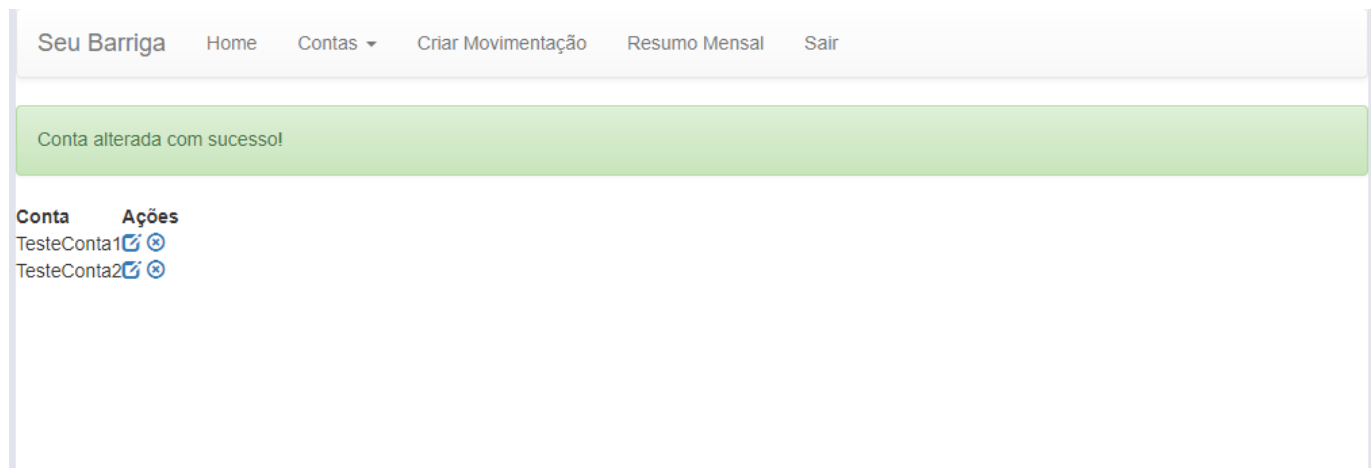 Seu Barriga Home Contas Criar Movimentação Resumo Mensal Sair
Conta alterada com sucesso!
Conta Ações
TesteConta1
TesteConta2